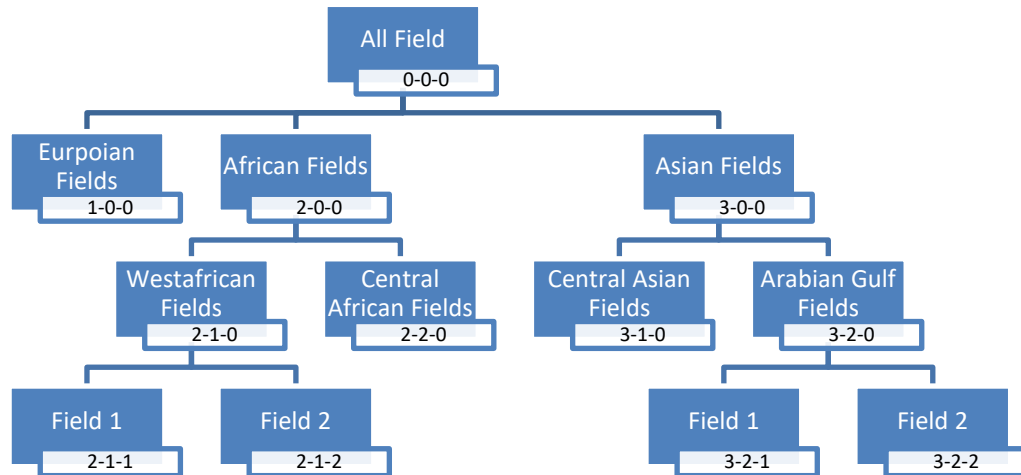 All Field
0-0-0
Eurpoian
Fields
1-0-0
African Fields
2-0-0
Asian Fields
3-0-0
Westafrican
Fields
2-1-0
Central
African Fields
2-2-0
Central Asian
Fields
3-1-0
Arabian Gulf
Fields
3-2-0
Field 1
2-1-1
Field 2
2-1-2
Field 1
3-2-1
Field 2
3-2-2